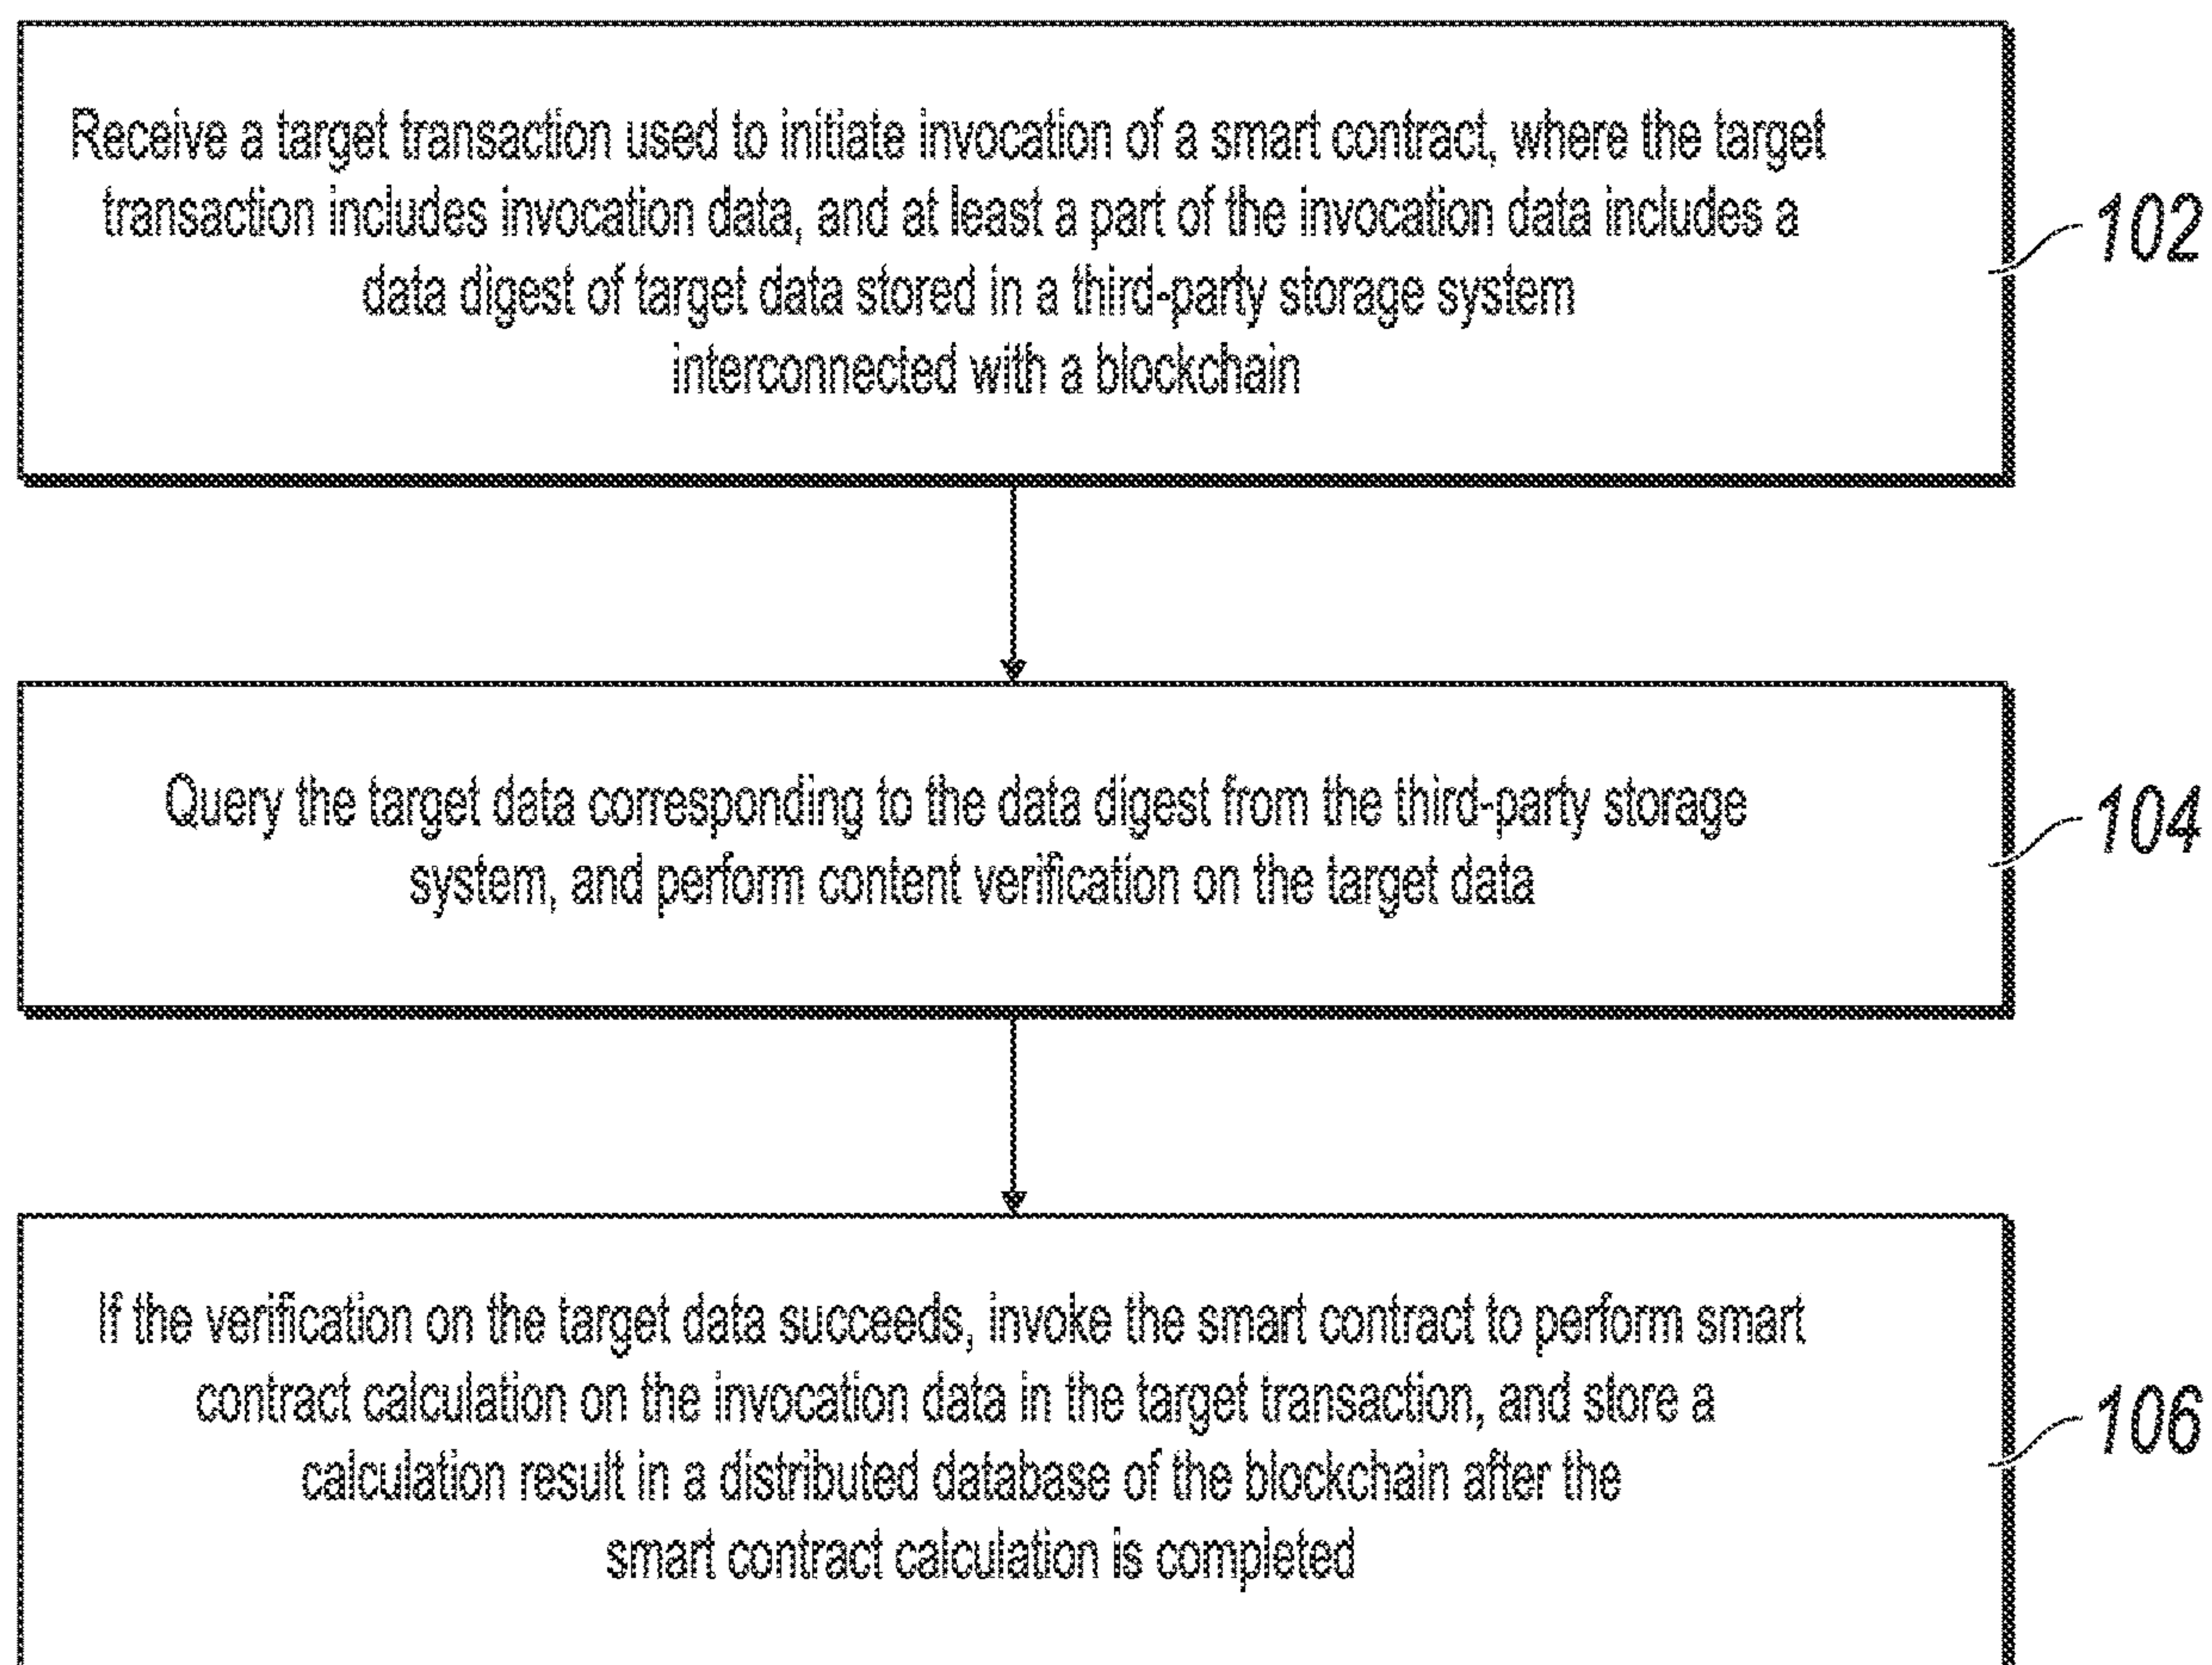 Receive a target transaction used to initiate invocation of a smart contract, where the target
transaction includes invocation data, and at least a part of the invocation data includes a
data digest of target data stored in a third-party storage system
interconnected with a blockchain
102
Query the target data corresponding to the data digest from the third-party storage
system, and perform content verification on the target data
104
If the verification on the target data succeeds, invoke the smart contract to perform smart
contract calculation on the invocation data in the target transaction, and store a
calculation result in a distributed database of the blockchain after the
smart contract calculation is completed
106